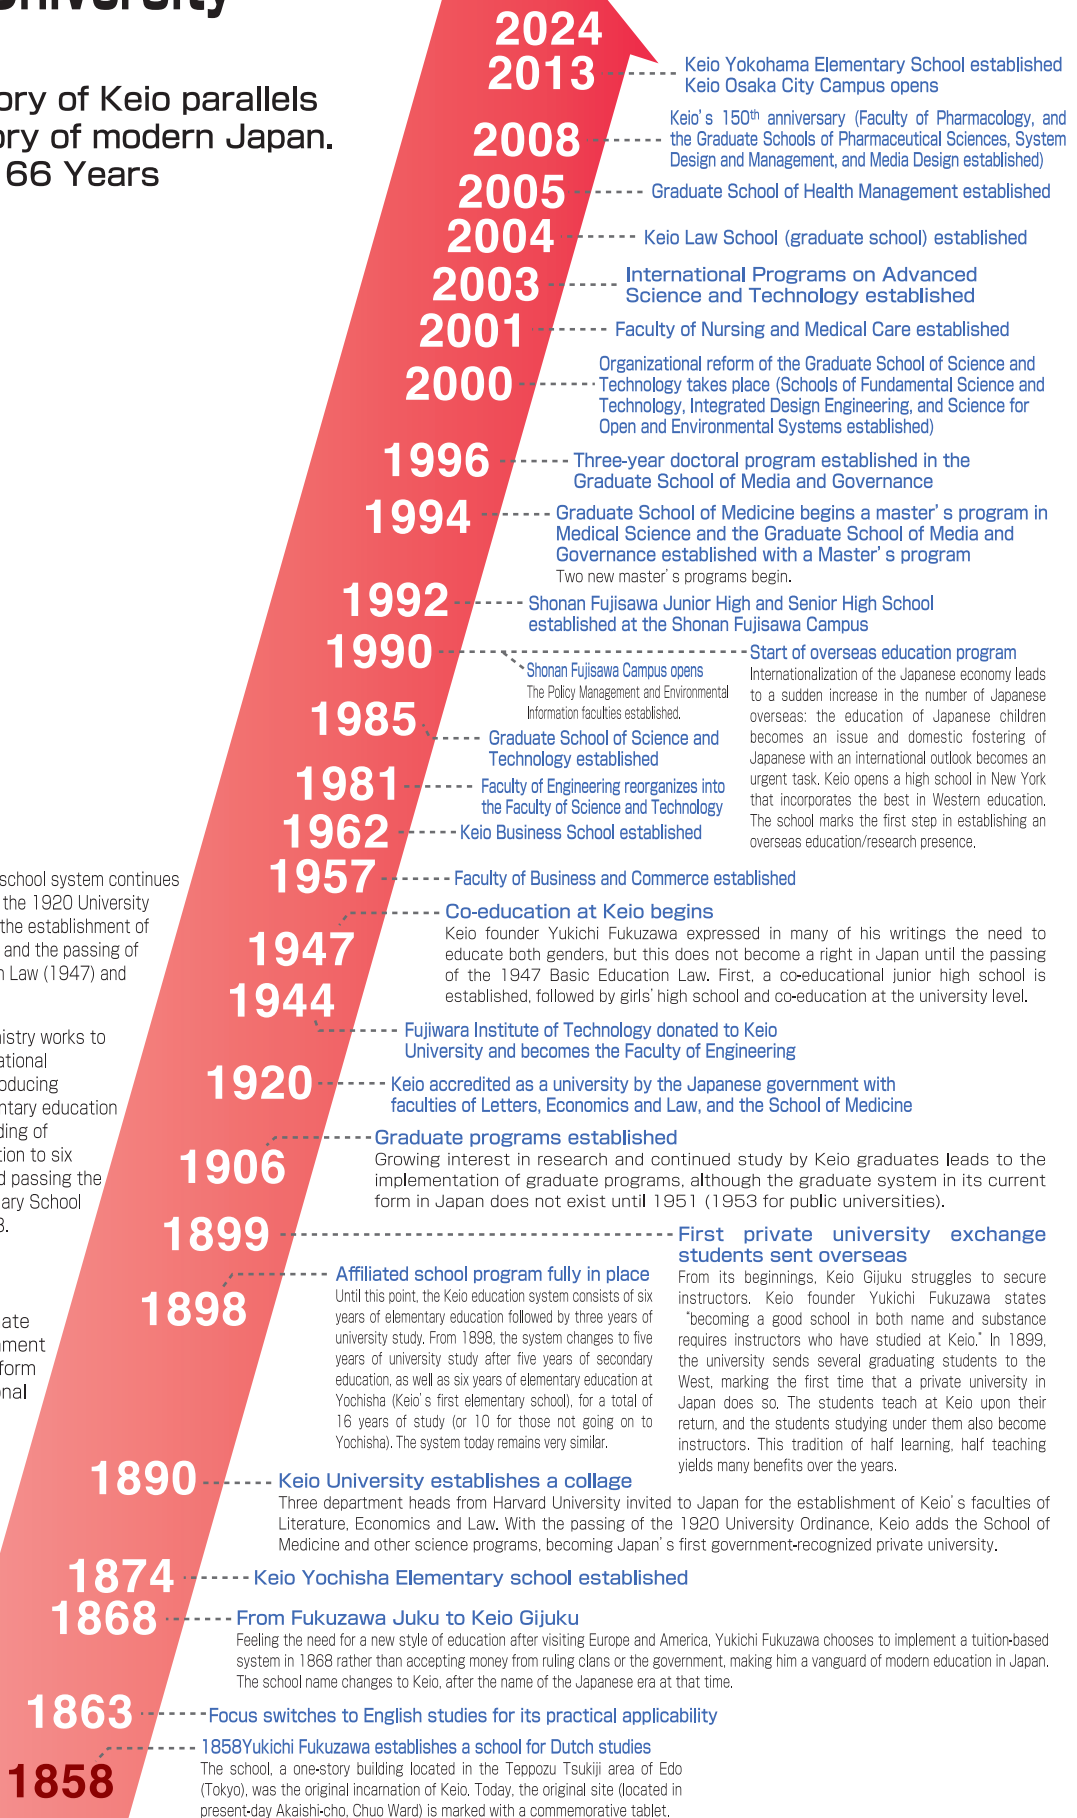 University
ory of Keio parallels
ory of modern Japan.
66 Years
2024
2013
Keio Yokohama Elementary School established
Keio Osaka City Campus opens
2008
Keio's 150th anniversary (Faculty of Pharmacology, and
the Graduate Schools of Pharmaceutical Sciences, System
Design and Management, and Media Design established)
2005
Graduate School of Health Management established
2004
Keio Law School (graduate school) established
2003
International Programs on Advanced
Science and Technology established
2001
Faculty of Nursing and Medical Care established
2000
Organizational reform of the Graduate School of Science and
Technology takes place (Schools of Fundamental Science and
Technology, Integrated Design Engineering, and Science for
Open and Environmental Systems established)
1996
Three-year doctoral program established in the
Graduate School of Media and Governance
1994
Graduate School of Medicine begins a master's program in
Medical Science and the Graduate School of Media and
Governance established with a Master's program
Two new master's programs begin.
1992
Shonan Fujisawa Junior High and Senior High School
established at the Shonan Fujisawa Campus
1990
Shonan Fujisawa Campus opens
The Policy Management and Environmental
Information faculties established.
Start of overseas education program
Internationalization of the Japanese economy leads
to a sudden increase in the number of Japanese
overseas: the education of Japanese children
becomes an issue and domestic fostering of
Japanese with an international outlook becomes an
urgent task. Keio opens a high school in New York
that incorporates the best in Western education.
The school marks the first step in establishing an
overseas education/research presence.
1985
Graduate School of Science and
Technology established
1981
Faculty of Engineering reorganizes into
the Faculty of Science and Technology
1962
Keio Business School established
1957
Faculty of Business and Commerce established
school system continues
the 1920 University
the establishment of
and the passing of
n Law (1947) and
1947
Co-education at Keio begins
Keio founder Yukichi Fukuzawa expressed in many of his writings the need to
educate both genders, but this does not become a right in Japan until the passing
of the 1947 Basic Education Law. First, a co-educational junior high school is
established, followed by girls' high school and co-education at the university level.
1944
Fujiwara Institute of Technology donated to Keio
University and becomes the Faculty of Engineering
nistry works to
ational
oducing
ntary education
ding of
tion to six
d passing the
ary School
3.
1920
Keio accredited as a university by the Japanese government with
faculties of Letters, Economics and Law, and the School of Medicine
1906
Graduate programs established
Growing interest in research and continued study by Keio graduates leads to the
implementation of graduate programs, although the graduate system in its current
form in Japan does not exist until 1951 (1953 for public universities).
1899
First private university exchange
students sent overseas
From its beginnings, Keio Gijuku struggles to secure
instructors. Keio founder Yukichi Fukuzawa states
"becoming a good school in both name and substance
requires instructors who have studied at Keio." In 1899,
the university sends several graduating students to the
West, marking the first time that a private university in
Japan does so. The students teach at Keio upon their
return, and the students studying under them also become
instructors. This tradition of half learning, half teaching
yields many benefits over the years.
1898
Affiliated school program fully in place
Until this point, the Keio education system consists of six
years of elementary education followed by three years of
university study. From 1898, the system changes to five
years of university study after five years of secondary
education, as well as six years of elementary education at
Yochisha (Keio's first elementary school), for a total of
16 years of study (or 10 for those not going on to
Yochisha). The system today remains very similar.
ate
nment
form
onal
1890
Keio University establishes a collage
Three department heads from Harvard University invited to Japan for the establishment of Keio's faculties of
Literature, Economics and Law. With the passing of the 1920 University Ordinance, Keio adds the School of
Medicine and other science programs, becoming Japan's first government-recognized private university.
1874
Keio Yochisha Elementary school established
1868
From Fukuzawa Juku to Keio Gijuku
Feeling the need for a new style of education after visiting Europe and America, Yukichi Fukuzawa chooses to implement a tuition-based
system in 1868 rather than accepting money from ruling clans or the government, making him a vanguard of modern education in Japan.
The school name changes to Keio, after the name of the Japanese era at that time.
1863
Focus switches to English studies for its practical applicability
1858
1858Yukichi Fukuzawa establishes a school for Dutch studies
The school, a one-story building located in the Teppozu Tsukiji area of Edo
(Tokyo), was the original incarnation of Keio. Today, the original site (located in
present-day Akaishi-cho, Chuo Ward) is marked with a commemorative tablet.